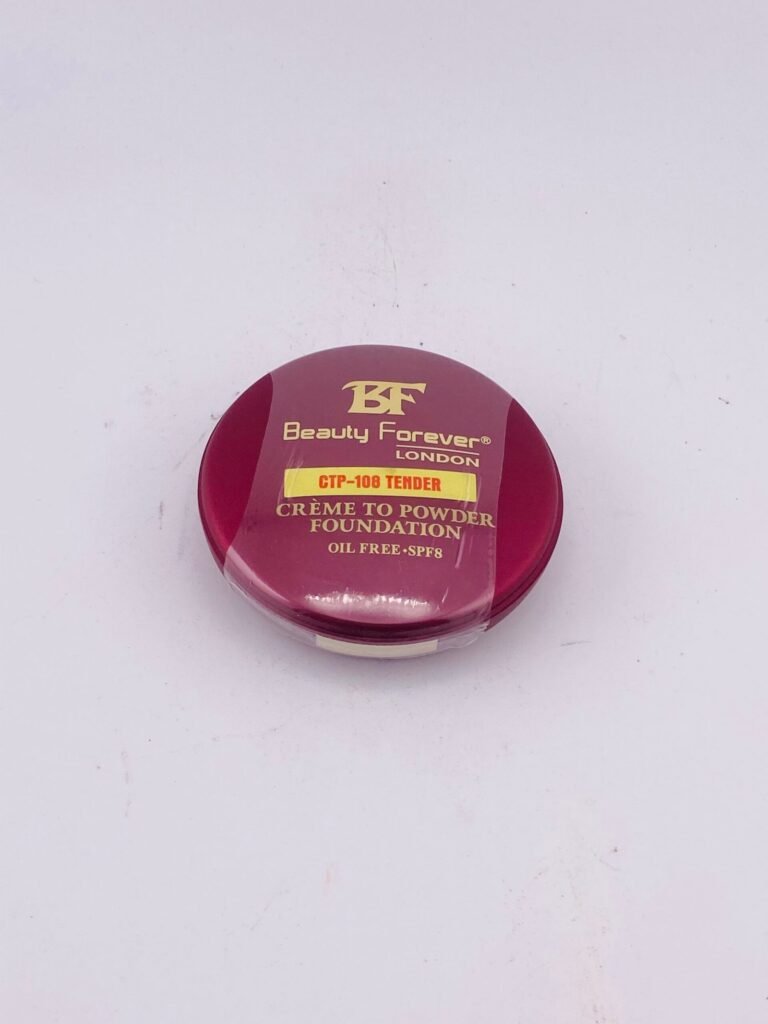 BF
Beauty Forever®
LONDON
CTP-108 TENDER
CRÈME TO POWDER
FOUNDATION
OIL FREE•SPF8